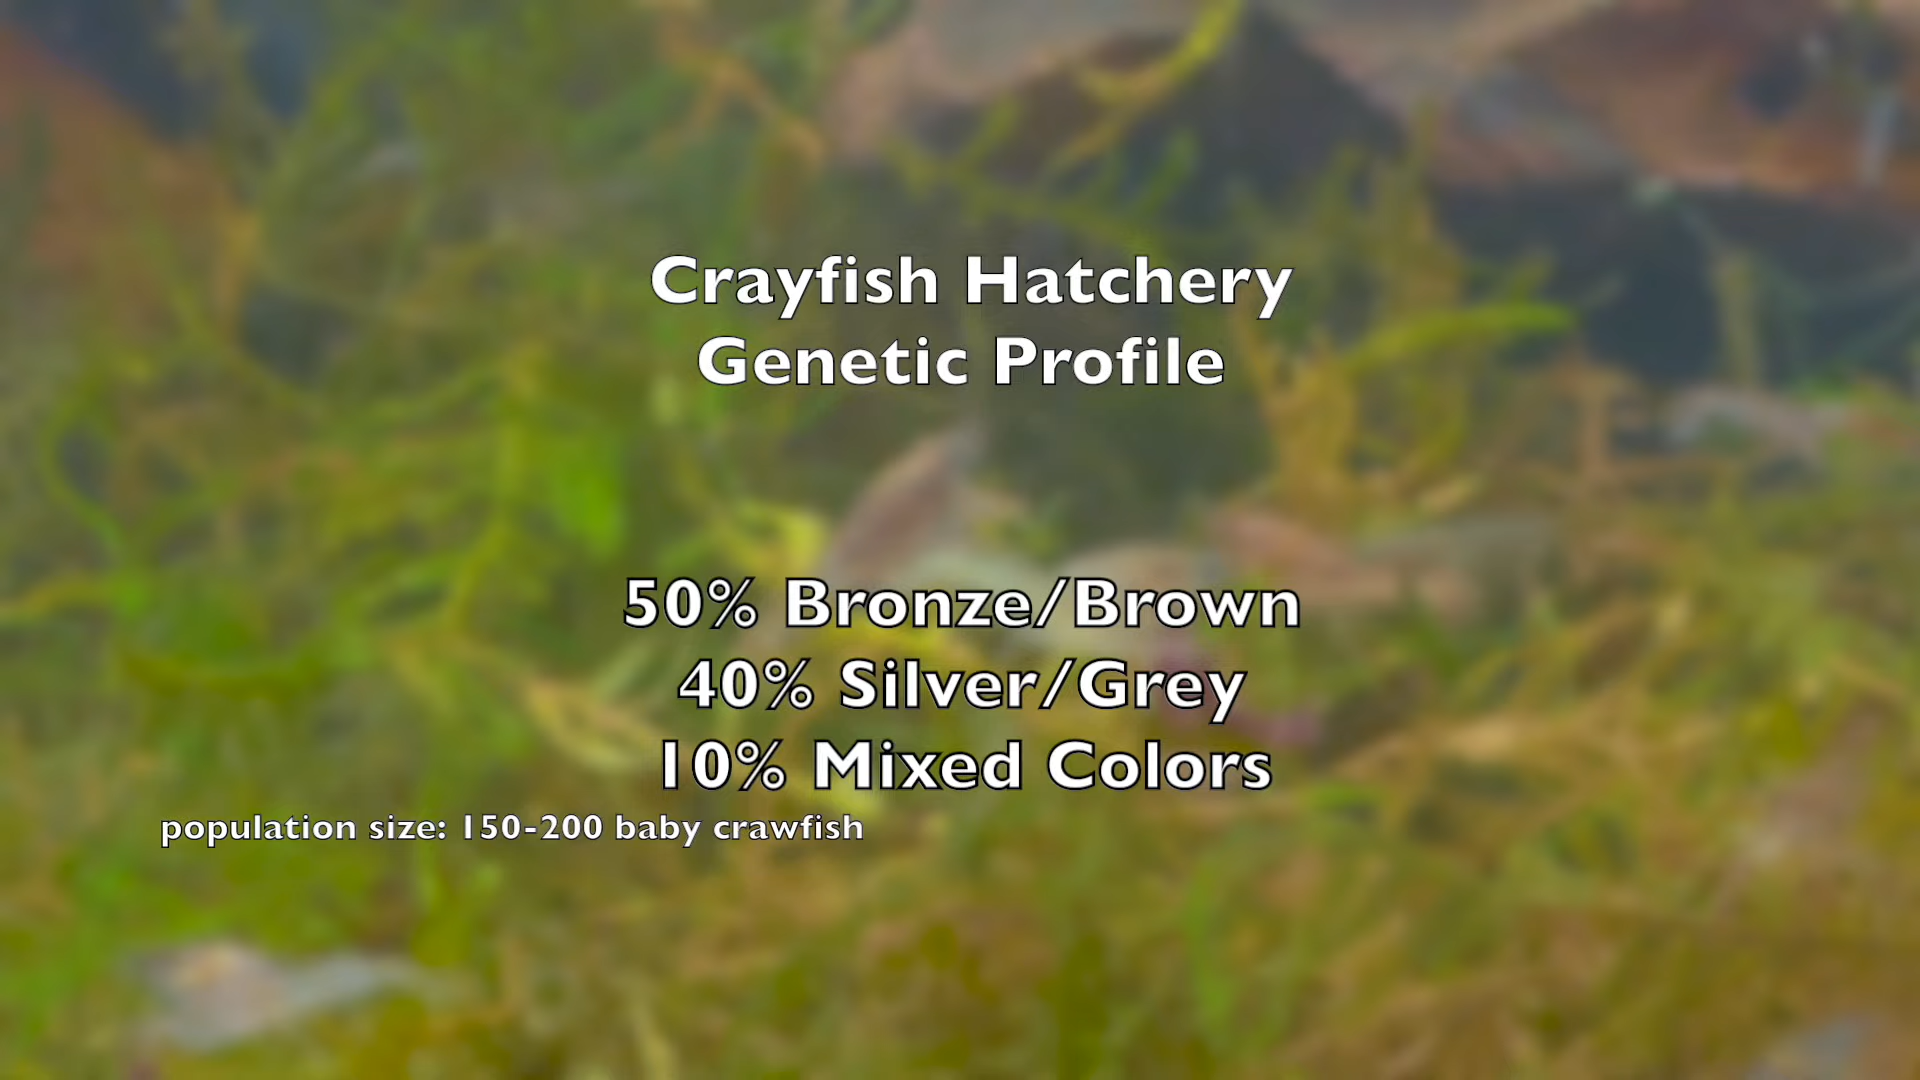 Crayfish Hatchery
Genetic Profile
50% Bronze/Brown
40% Silver/Grey
10% Mixed Colors
population size: 150-200 baby crawfish